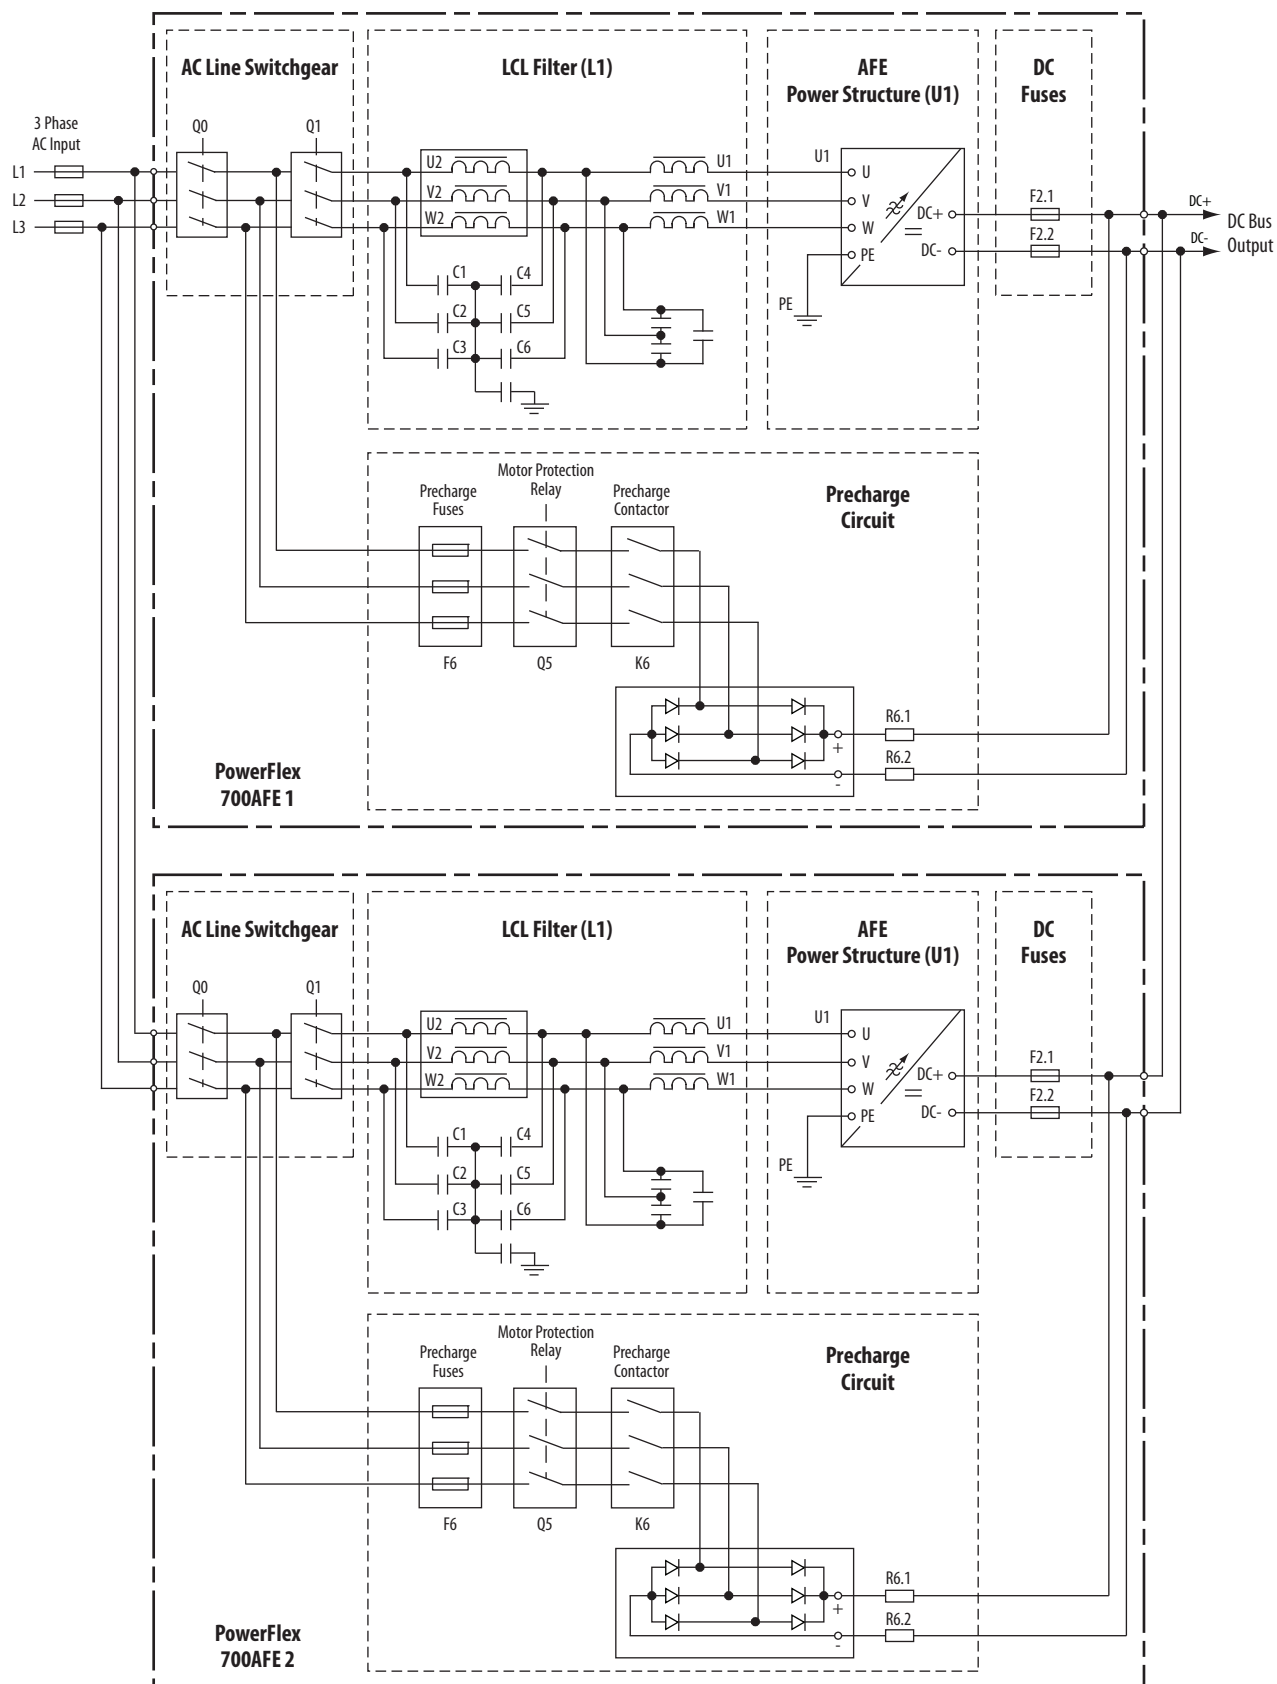 AC Line Switchgear
LCL Filter (L1)
AFE
Power Structure (U1)
DC
Fuses
3 Phase
AC Input
Q0
Q1
L1
L2
L3
U2
V2
W2
U1
V1
W1
C1
C4
C2
C5
C3
C6
U1
U
V
W
PE
DC+
DC-
PE
F2.1
F2.2
DC+
DC-
DC Bus
Output
Precharge
Fuses
Motor Protection
Relay
Precharge
Contactor
Precharge
Circuit
F6
Q5
K6
+
-
R6.1
R6.2
PowerFlex
700AFE 1
AC Line Switchgear
LCL Filter (L1)
AFE
Power Structure (U1)
DC
Fuses
Q0
Q1
U2
V2
W2
U1
V1
W1
C1
C4
C2
C5
C3
C6
U1
U
V
W
PE
DC+
DC-
PE
F2.1
F2.2
Precharge
Fuses
Motor Protection
Relay
Precharge
Contactor
Precharge
Circuit
F6
Q5
K6
+
-
R6.1
R6.2
PowerFlex
700AFE 2